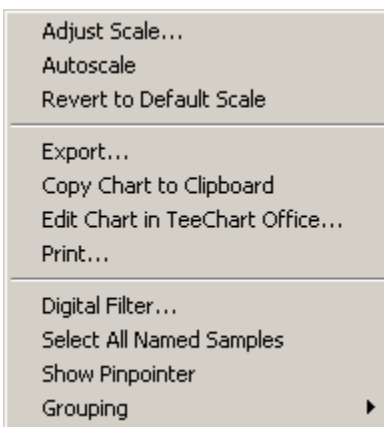 Adjust Scale...
Autoscale
Revert to Default Scale
Export...
Copy Chart to Clipboard
Edit Chart in TeeChart Office...
Print...
Digital Filter...
Select All Named Samples
Show Pinpointer
Grouping